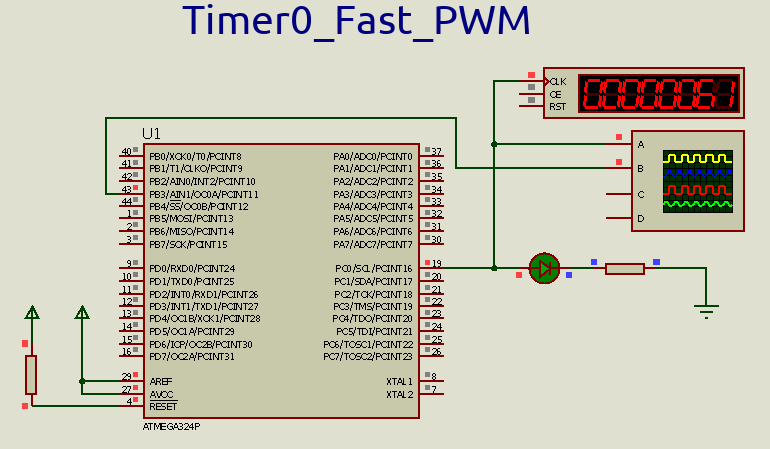 Timer0_Fast_PWM
CLK
CE
RST
00000061
A
B
C
D
U1
40 PB0/XCK0/T0/PCINT8 PA0/ADC0/PCINT0 37
41 PB1/T1/CLKO/PCINT9 PA1/ADC1/PCINT1 36
42 PB2/AIN0/INT2/PCINT10 PA2/ADC2/PCINT2 35
43 PB3/AIN1/OC0A/PCINT11 PA3/ADC3/PCINT3 34
44 PB4/SS/OC0B/PCINT12 PA4/ADC4/PCINT4 33
1 PB5/MOSI/PCINT13 PA5/ADC5/PCINT5 32
2 PB6/MISO/PCINT14 PA6/ADC6/PCINT6 31
3 PB7/SCK/PCINT15 PA7/ADC7/PCINT7 30
9 PD0/RXD0/PCINT24 PC0/SCL/PCINT16 19
10 PD1/TXD0/PCINT25 PC1/SDA/PCINT17 20
11 PD2/INT0/RXD1/PCINT26 PC2/TCK/PCINT18 21
12 PD3/INT1/TXD1/PCINT27 PC3/TMS/PCINT19 22
13 PD4/OC1B/XCK1/PCINT28 PC4/TDO/PCINT20 23
14 PD5/OC1A/PCINT29 PC5/TDI/PCINT21 24
15 PD6/ICP/OC2B/PCINT30 PC6/TOSC1/PCINT22 25
16 PD7/OC2A/PCINT31 PC7/TOSC2/PCINT23 26
29 AREF XTAL1 8
27 AVCC XTAL2 7
4 RESET
ATMEGA324P